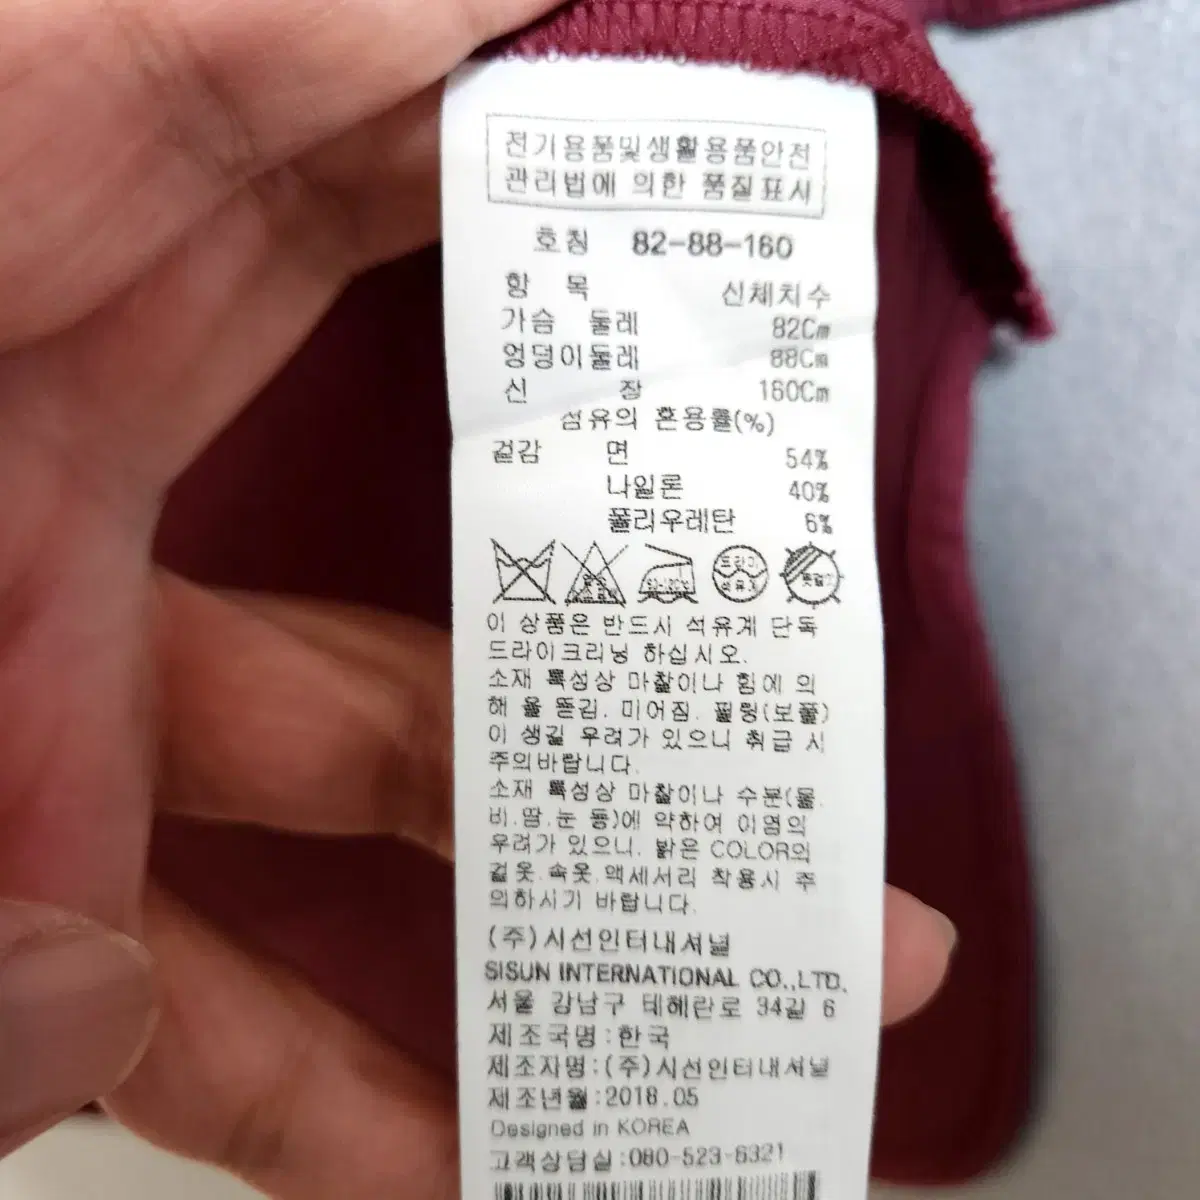 전기용품및생활용품안전
관리법에 의한 품질표시
호칭 82-88-160
항 목 신체치수
가슴 둘레 82Cm
엉덩이둘레 88Cm
신 장 160Cm
섬유의 혼용률(%)
겉감 면 54%
나일론 40%
폴리우레탄 6%
드라이
석유계
이 상품은 반드시 석유계 단독
드라이크리닝 하십시오.
소재 특성상 마찰이나 힘에 의
해 올 뜯김. 미어짐. 필링(보풀)
이 생길 우려가 있으니 취급 시
주의바랍니다.
소재 특성상 마찰이나 수분(물.
비.땀.눈 등)에 약하여 이염의
우려가 있으니. 밝은 COLOR의
겉옷.속옷.액세서리 착용시 주
의하시기 바랍니다.
(주)시선인터내셔널
SISUN INTERNATIONAL CO.,LTD.
서울 강남구 테헤란로 34길 6
제조국명:한국
제조자명:(주)시선인터내셔널
제조년월:2018.05
Designed in KOREA
고객상담실:080-523-6321